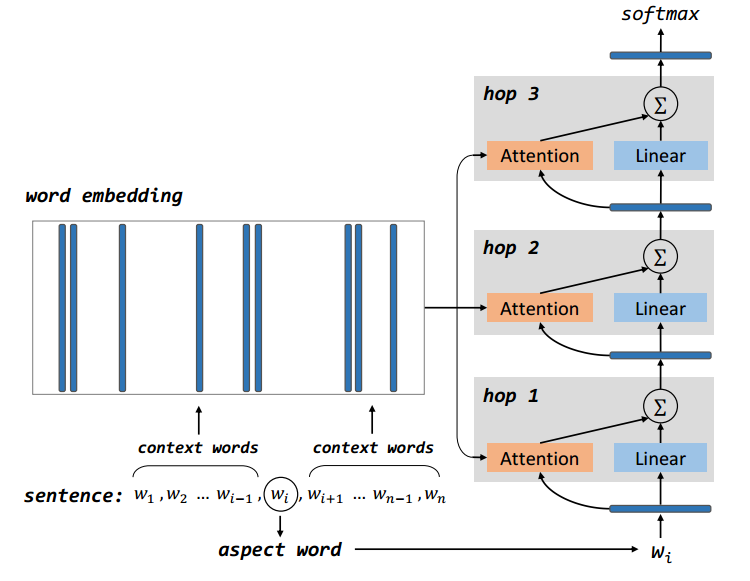 softmax
hop 3
Σ
Attention
Linear
word embedding
hop 2
Σ
Attention
Linear
hop 1
Σ
context words
context words
Attention
Linear
sentence: w₁ , w₂ … wᵢ₋₁ , wᵢ , wᵢ₊₁ … wₙ₋₁ , wₙ
aspect word
wᵢ